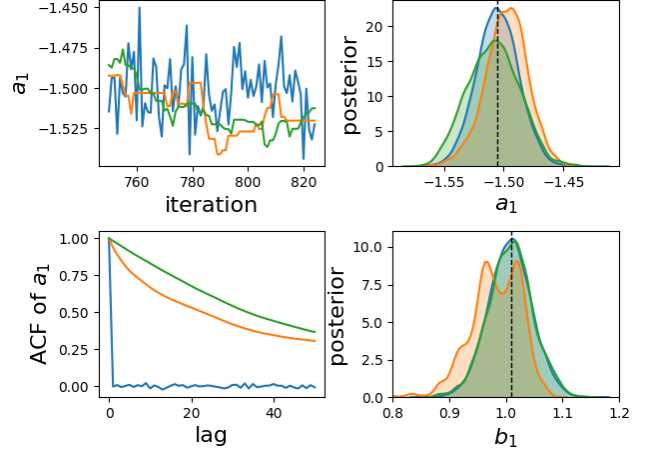 −1.450
−1.475
−1.500
−1.525
a₁
760 780 800 820
iteration
20
15
10
5
0
posterior
−1.55 −1.50 −1.45
a₁
1.00
0.75
0.50
0.25
0.00
ACF of a₁
0 20 40
lag
10.0
7.5
5.0
2.5
0.0
posterior
0.8 0.9 1.0 1.1 1.2
b₁